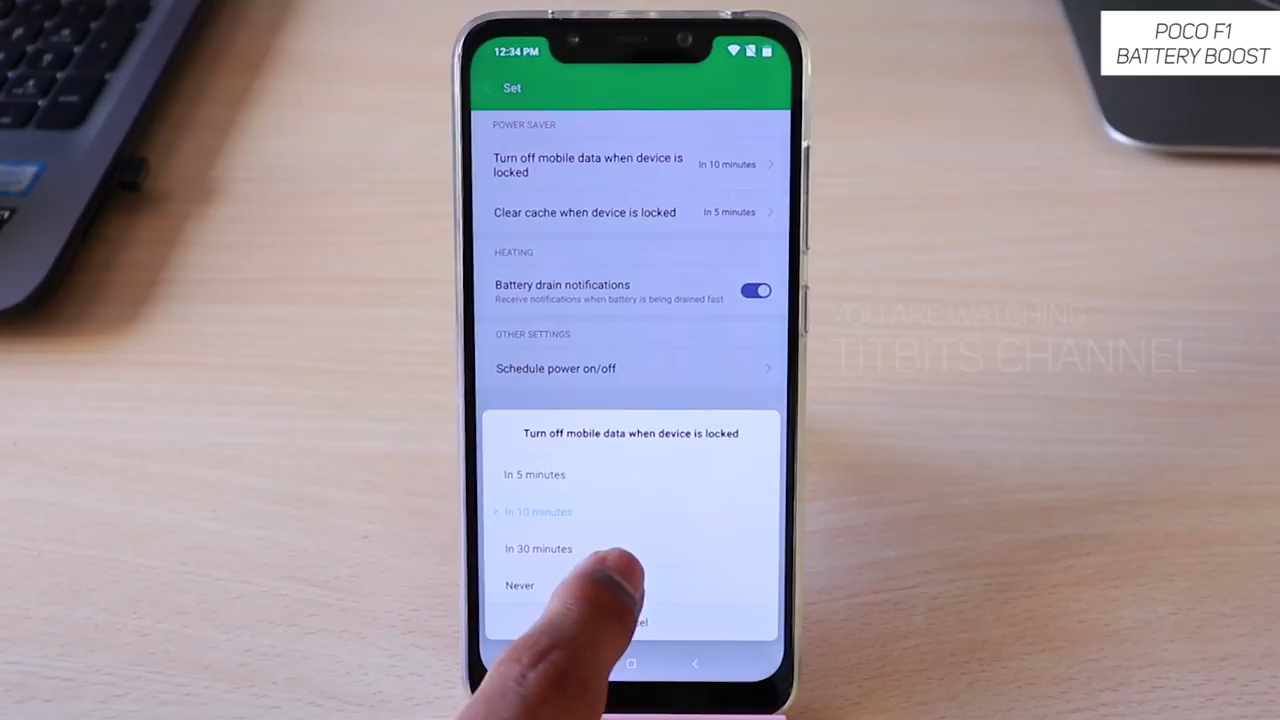 POCO F1
BATTERY BOOST
12:34 PM
Set
POWER SAVER
Turn off mobile data when device is
locked
In 10 minutes
Clear cache when device is locked
In 5 minutes
HEATING
Battery drain notifications
Receive notifications when battery is being drained fast
OTHER SETTINGS
Schedule power on/off
YOU ARE WATCHING
TITBITS CHANNEL
Turn off mobile data when device is locked
In 5 minutes
In 10 minutes
In 30 minutes
Never